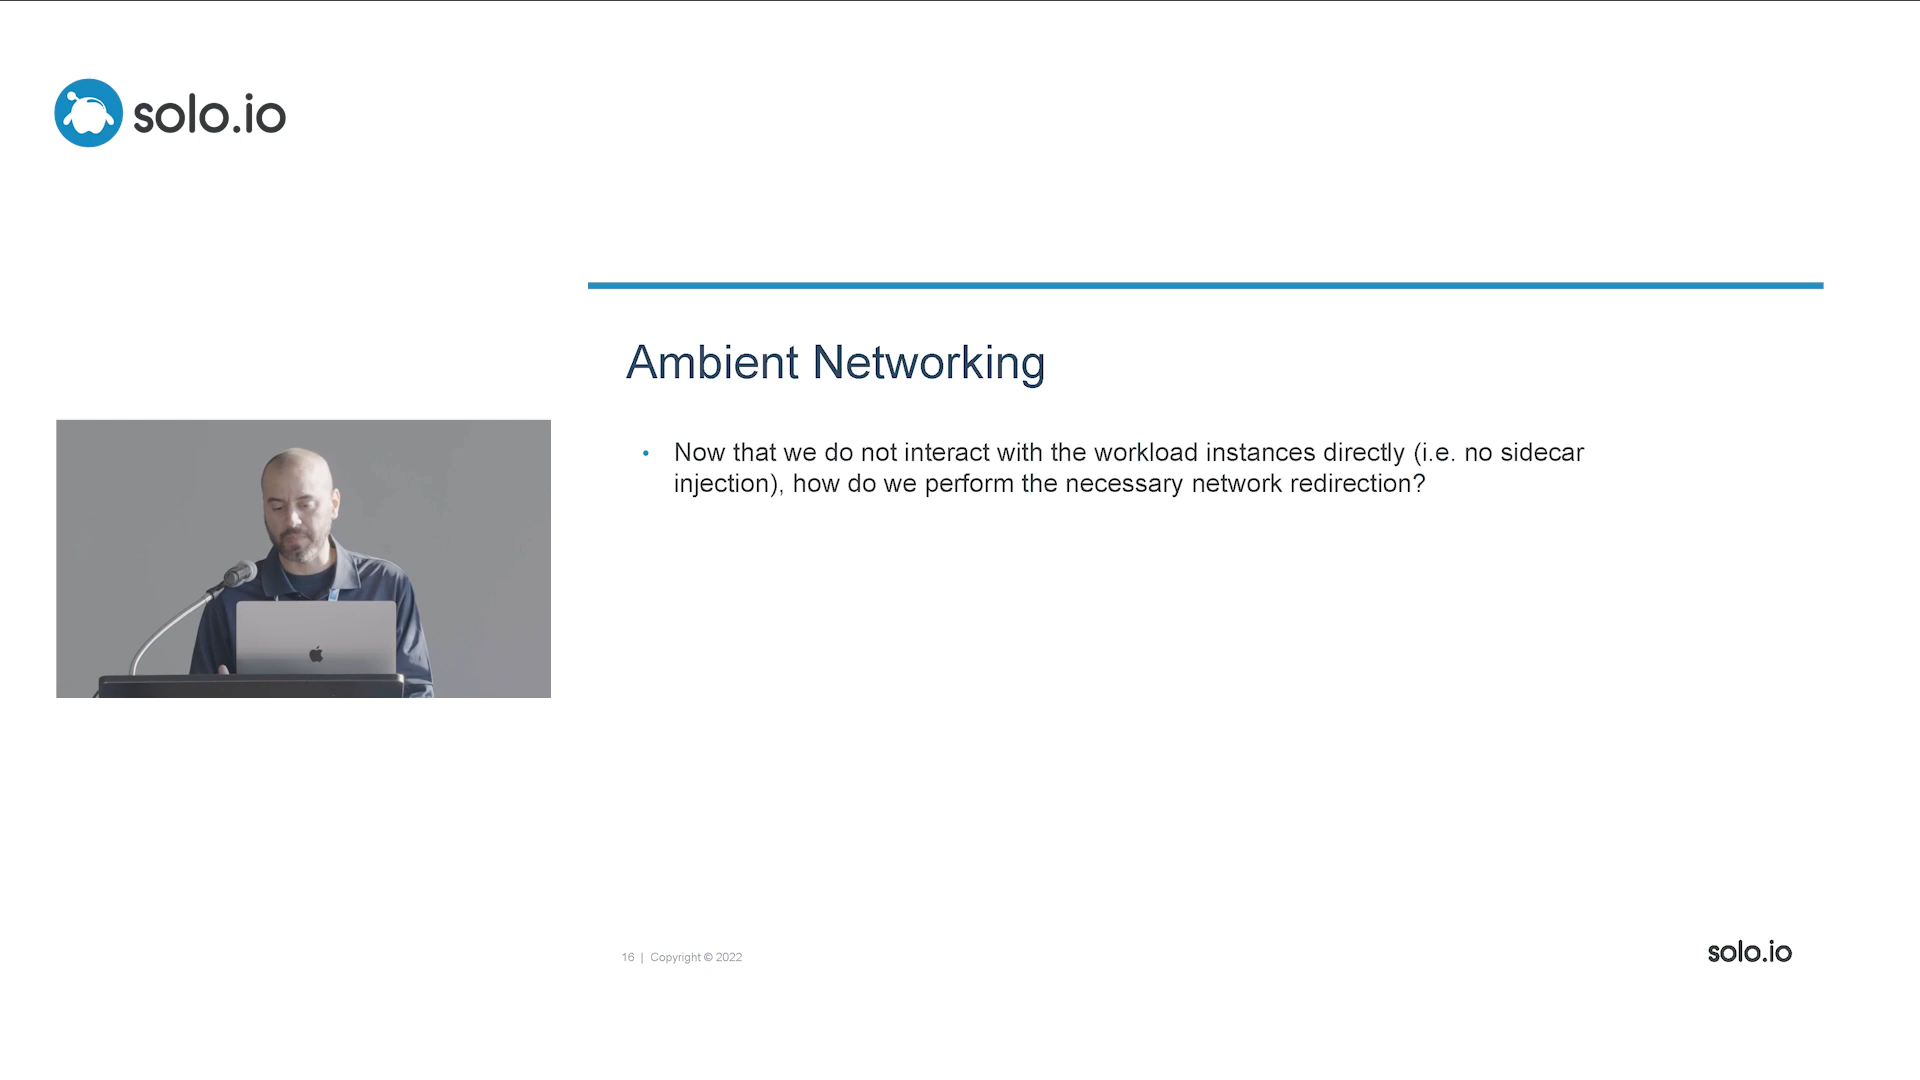 solo.io
Ambient Networking
• Now that we do not interact with the workload instances directly (i.e. no sidecar
injection), how do we perform the necessary network redirection?
16 | Copyright © 2022
solo.io